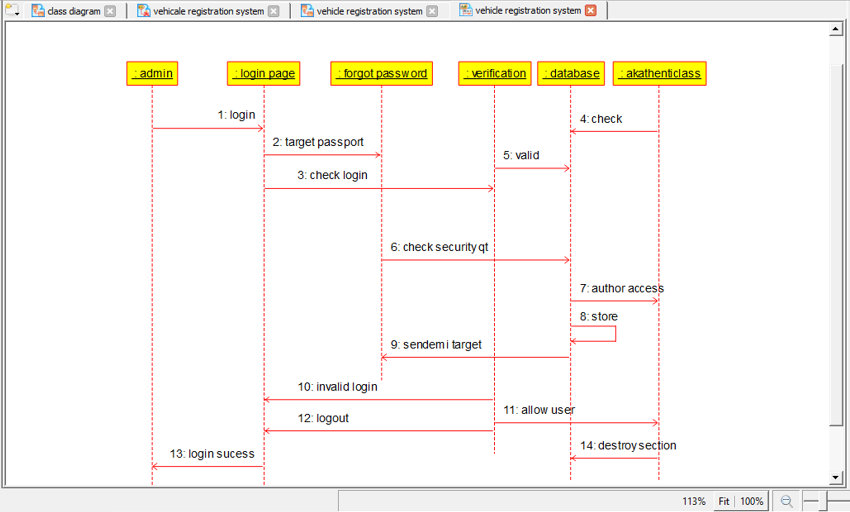 class diagram
vehicale registration system
vehicle registration system
vehicle registration system
: admin
: login page
: forgot password
: verification
: database
: akathenticlass
1: login
4: check
2: target passport
5: valid
3: check login
6: check security qt
7: author access
8: store
9: sendemi target
10: invalid login
11: allow user
12: logout
14: destroy section
13: login sucess
113%
Fit
100%